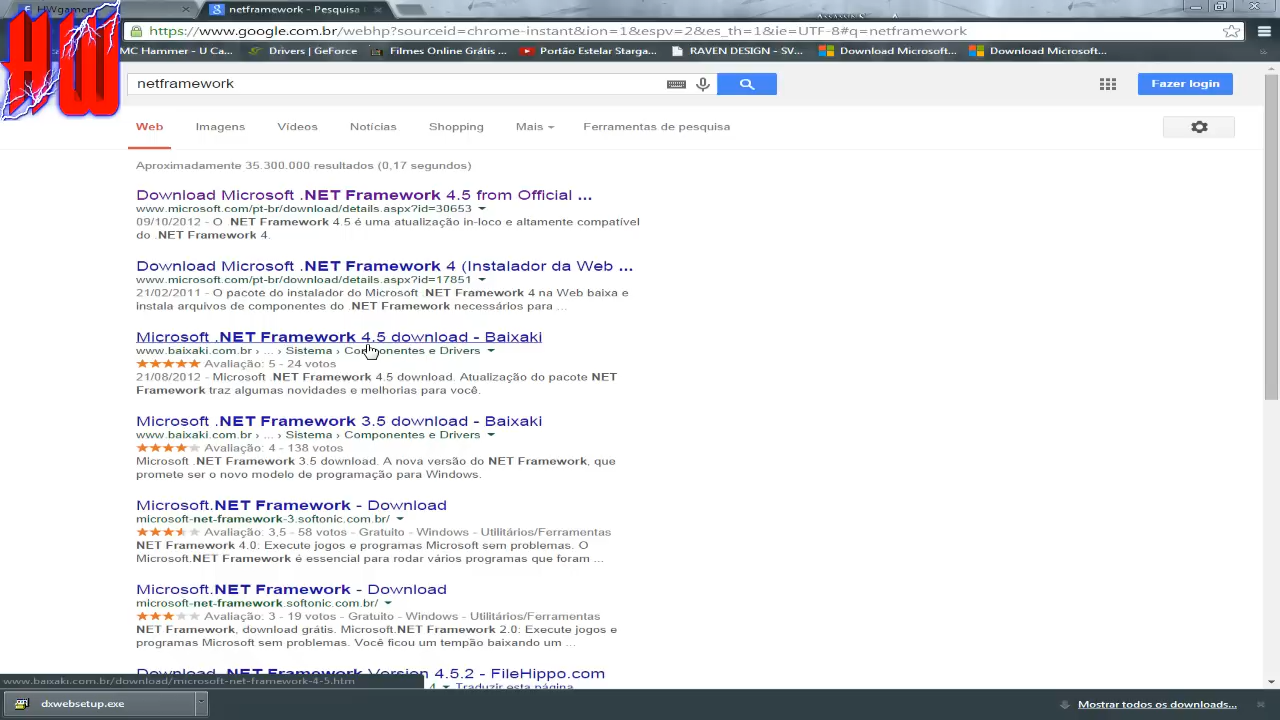 HWgame
netframework - Pesquisa
https://www.google.com.br/webhp?sourceid=chrome-instant&ion=1&espv=2&es_th=1&ie=UTF-8#q=netframework
MC Hammer - U Ca...
Drivers | GeForce
Filmes Online Grátis ...
Portão Estelar Starga...
RAVEN DESIGN - SV...
Download Microsoft...
Download Microsoft...
HW
netframework
Fazer login
Web
Imagens
Vídeos
Notícias
Shopping
Mais
Ferramentas de pesquisa
Aproximadamente 35.300.000 resultados (0,17 segundos)
Download Microsoft .NET Framework 4.5 from Official ...
www.microsoft.com/pt-br/download/details.aspx?id=30653
09/10/2012 - O .NET Framework 4.5 é uma atualização in-loco e altamente compatível
do .NET Framework 4.
Download Microsoft .NET Framework 4 (Instalador da Web ...
www.microsoft.com/pt-br/download/details.aspx?id=17851
21/02/2011 - O pacote do instalador do Microsoft .NET Framework 4 na Web baixa e
instala arquivos de componentes do .NET Framework necessários para ...
Microsoft .NET Framework 4.5 download - Baixaki
www.baixaki.com.br › ... › Sistema › Componentes e Drivers
Avaliação: 5 - 24 votos
21/08/2012 - Microsoft .NET Framework 4.5 download. Atualização do pacote NET
Framework traz algumas novidades e melhorias para você.
Microsoft .NET Framework 3.5 download - Baixaki
www.baixaki.com.br › ... › Sistema › Componentes e Drivers
Avaliação: 4 - 138 votos
Microsoft .NET Framework 3.5 download. A nova versão do NET Framework, que
promete ser o novo modelo de programação para Windows.
Microsoft.NET Framework - Download
microsoft-net-framework-3.softonic.com.br/
Avaliação: 3,5 - 58 votos - Gratuito - Windows - Utilitários/Ferramentas
NET Framework 4.0: Execute jogos e programas Microsoft sem problemas. O
Microsoft.NET Framework é essencial para rodar vários programas que foram ...
Microsoft.NET Framework - Download
microsoft-net-framework.softonic.com.br/
Avaliação: 3 - 19 votos - Gratuito - Windows - Utilitários/Ferramentas
NET Framework, download grátis. Microsoft.NET Framework 2.0: Execute jogos e
programas Microsoft sem problemas. Você ficou um tempão baixando um ...
Download .NET Framework Version 4.5.2 - FileHippo.com
www.baixaki.com.br/download/microsoft-net-framework-4-5.htm
4
Traduzir esta página
dxwebsetup.exe
Mostrar todos os downloads...